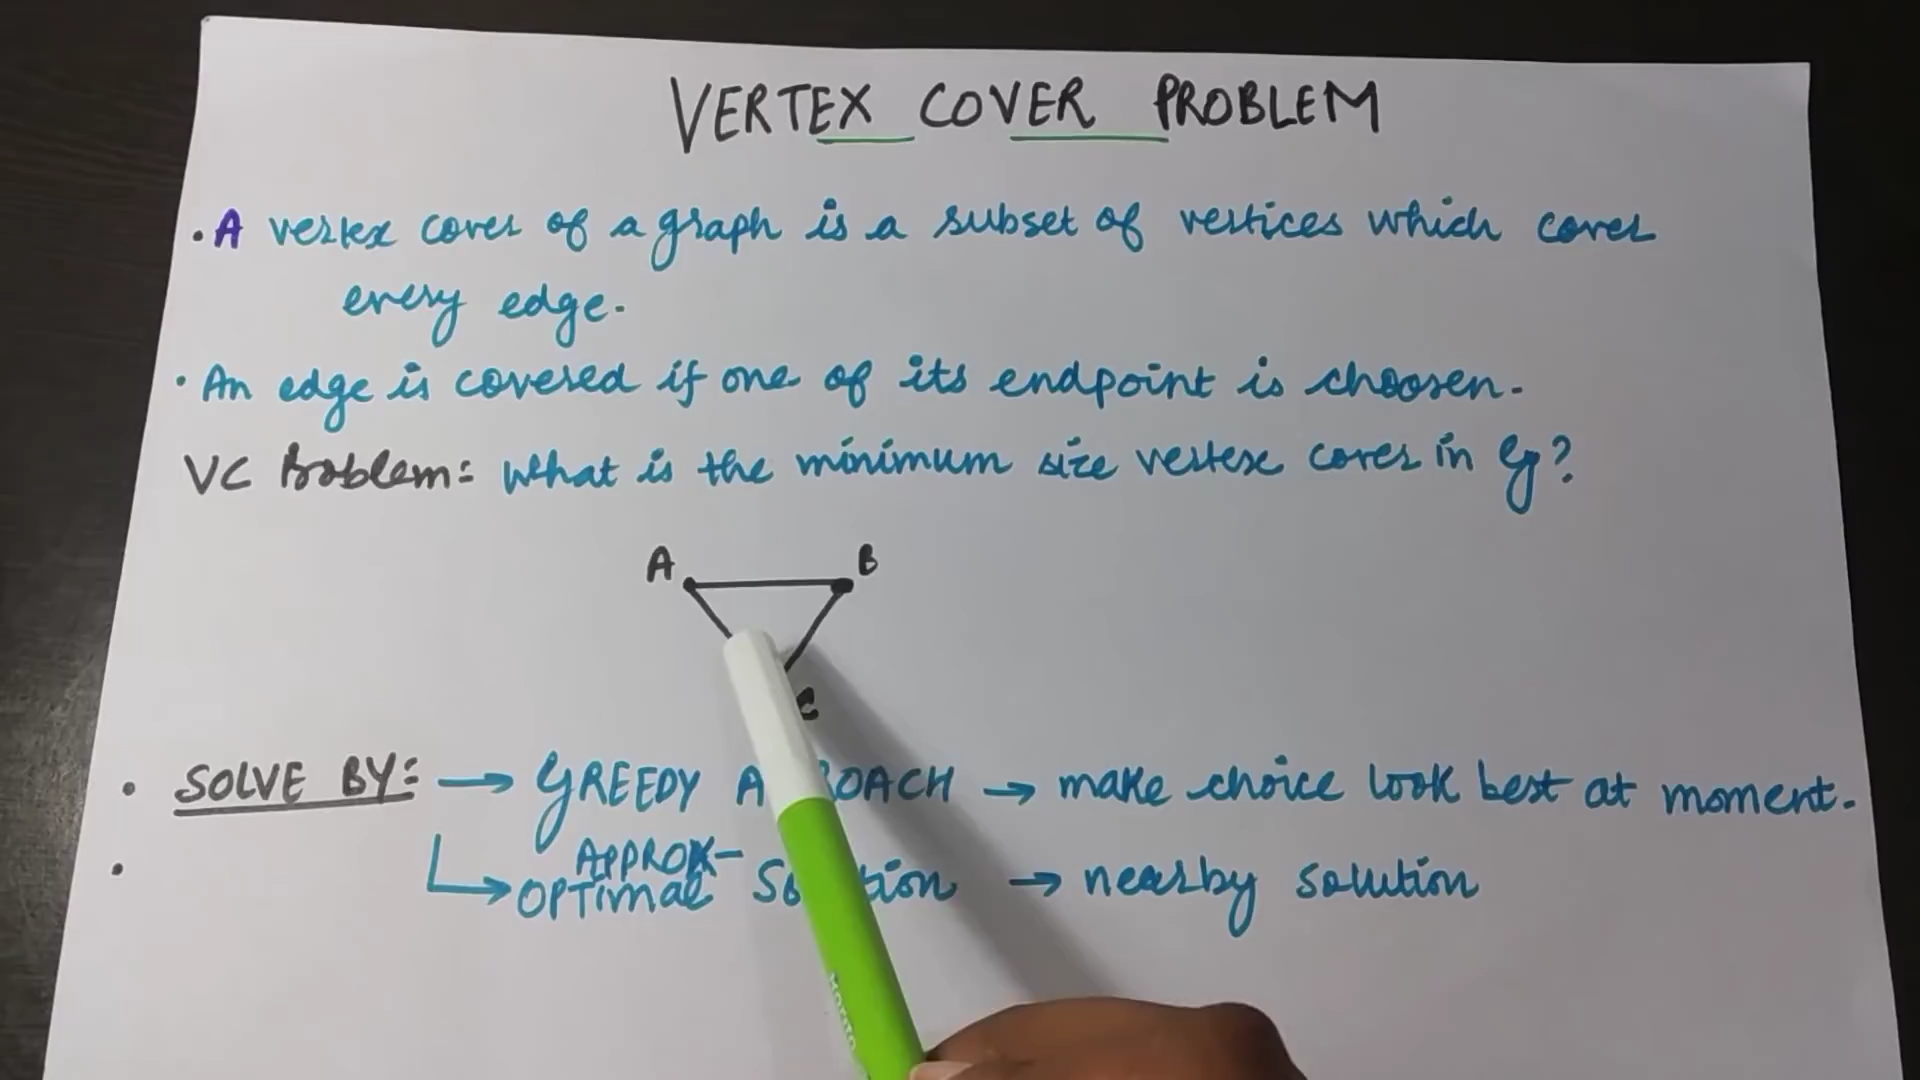 VERTEX COVER PROBLEM
• A vertex cover of a graph is a subset of vertices which cover
every edge.
• An edge is covered if one of its endpoint is choosen.
VC Problem: What is the minimum size vertex cover in G?
A B
C
• SOLVE BY: → GREEDY → make choice look best at moment.
• APPROX-
OPTIMAL → nearby solution